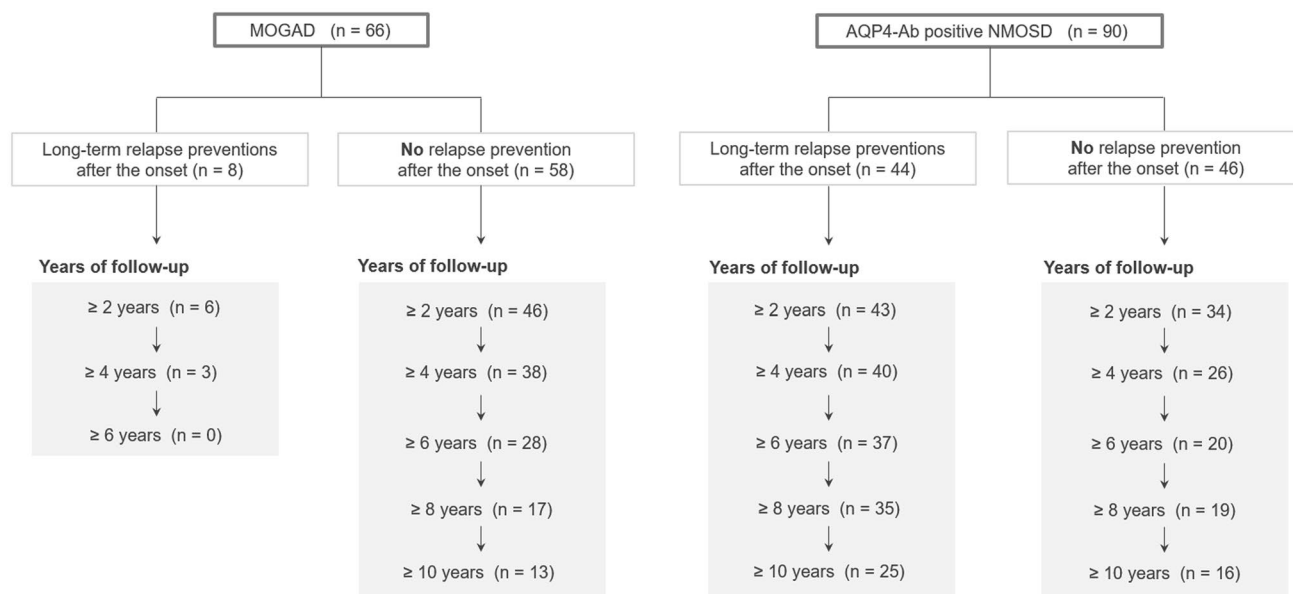 MOGAD (n = 66)
Long-term relapse preventions
after the onset (n = 8)
No relapse prevention
after the onset (n = 58)
Years of follow-up
≥ 2 years (n = 6)
≥ 4 years (n = 3)
≥ 6 years (n = 0)
Years of follow-up
≥ 2 years (n = 46)
≥ 4 years (n = 38)
≥ 6 years (n = 28)
≥ 8 years (n = 17)
≥ 10 years (n = 13)
AQP4-Ab positive NMOSD (n = 90)
Long-term relapse preventions
after the onset (n = 44)
No relapse prevention
after the onset (n = 46)
Years of follow-up
≥ 2 years (n = 43)
≥ 4 years (n = 40)
≥ 6 years (n = 37)
≥ 8 years (n = 35)
≥ 10 years (n = 25)
Years of follow-up
≥ 2 years (n = 34)
≥ 4 years (n = 26)
≥ 6 years (n = 20)
≥ 8 years (n = 19)
≥ 10 years (n = 16)